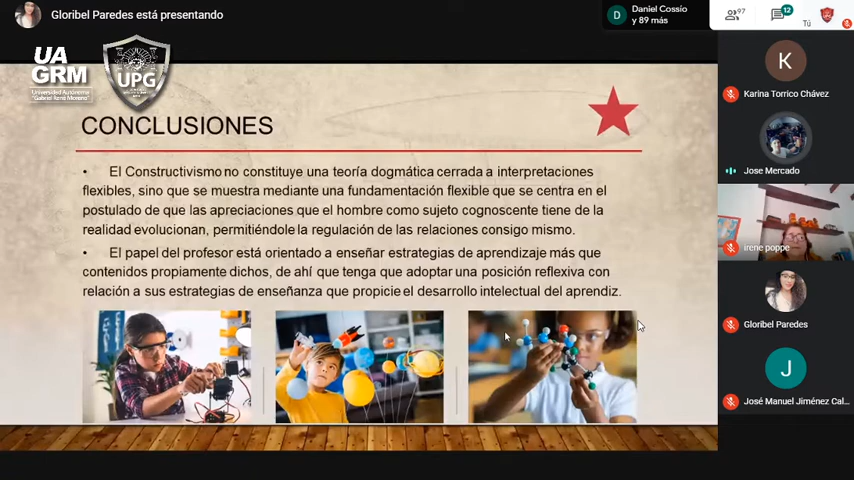 Gloribel Paredes está presentando
Daniel Cossío
y 89 más
97
12
Tú
UA
GRM
Universidad Autónoma
"Gabriel René Moreno"
UPG
K
Karina Torrico Chávez
CONCLUSIONES
Jose Mercado
• El Constructivismo no constituye una teoría dogmática cerrada a interpretaciones
flexibles, sino que se muestra mediante una fundamentación flexible que se centra en el
postulado de que las apreciaciones que el hombre como sujeto cognoscente tiene de la
realidad evolucionan, permitiéndole la regulación de las relaciones consigo mismo.
• El papel del profesor está orientado a enseñar estrategias de aprendizaje más que
contenidos propiamente dichos, de ahí que tenga que adoptar una posición reflexiva con
relación a sus estrategias de enseñanza que propicie el desarrollo intelectual del aprendiz.
irene poppe
Gloribel Paredes
J
José Manuel Jiménez Cal...